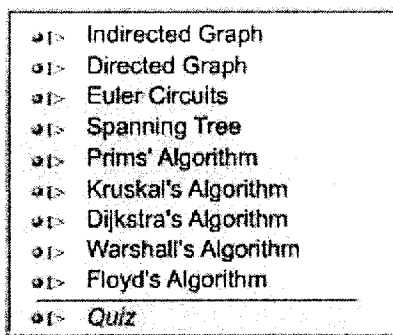 Indirected Graph
Directed Graph
Euler Circuits
Spanning Tree
Prims' Algorithm
Kruskal's Algorithm
Dijkstra's Algorithm
Warshall's Algorithm
Floyd's Algorithm
Quiz